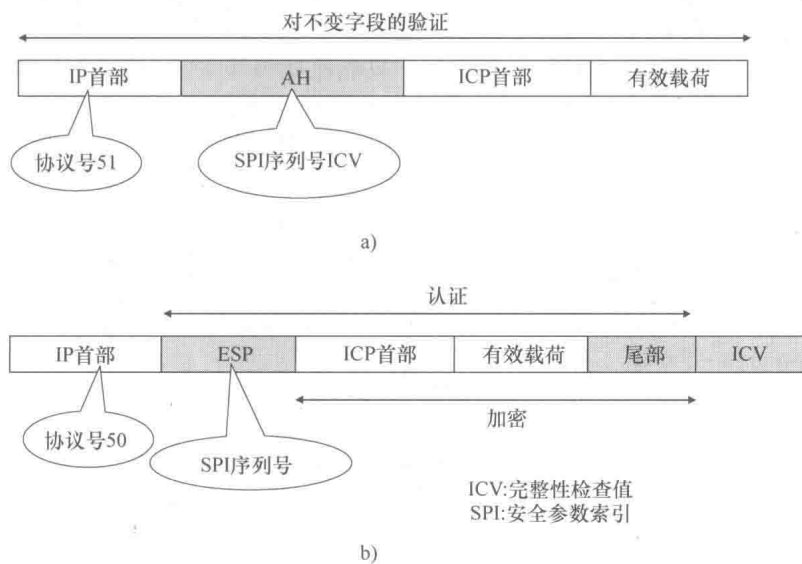 对不变字段的验证
IP首部 AH ICP首部 有效载荷
协议号51 SPI序列号ICV
a)
认证
IP首部 ESP ICP首部 有效载荷 尾部 ICV
加密
协议号50 SPI序列号
ICV:完整性检查值
SPI:安全参数索引
b)